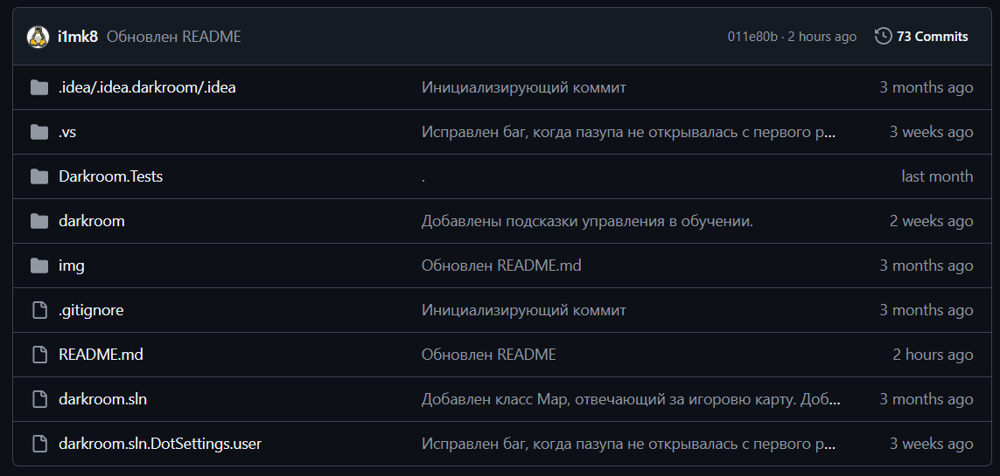 i1mk8 Обновлен README 011e80b · 2 hours ago 73 Commits
.idea/.idea.darkroom/.idea Инициализирующий коммит 3 months ago
.vs Исправлен баг, когда пазупа не открывалась с первого р... 3 weeks ago
Darkroom.Tests . last month
darkroom Добавлены подсказки управления в обучении. 2 weeks ago
img Обновлен README.md 3 months ago
.gitignore Инициализирующий коммит 3 months ago
README.md Обновлен README 2 hours ago
darkroom.sln Добавлен класс Map, отвечающий за игоровю карту. Доб... 3 months ago
darkroom.sln.DotSettings.user Исправлен баг, когда пазупа не открывалась с первого р... 3 weeks ago